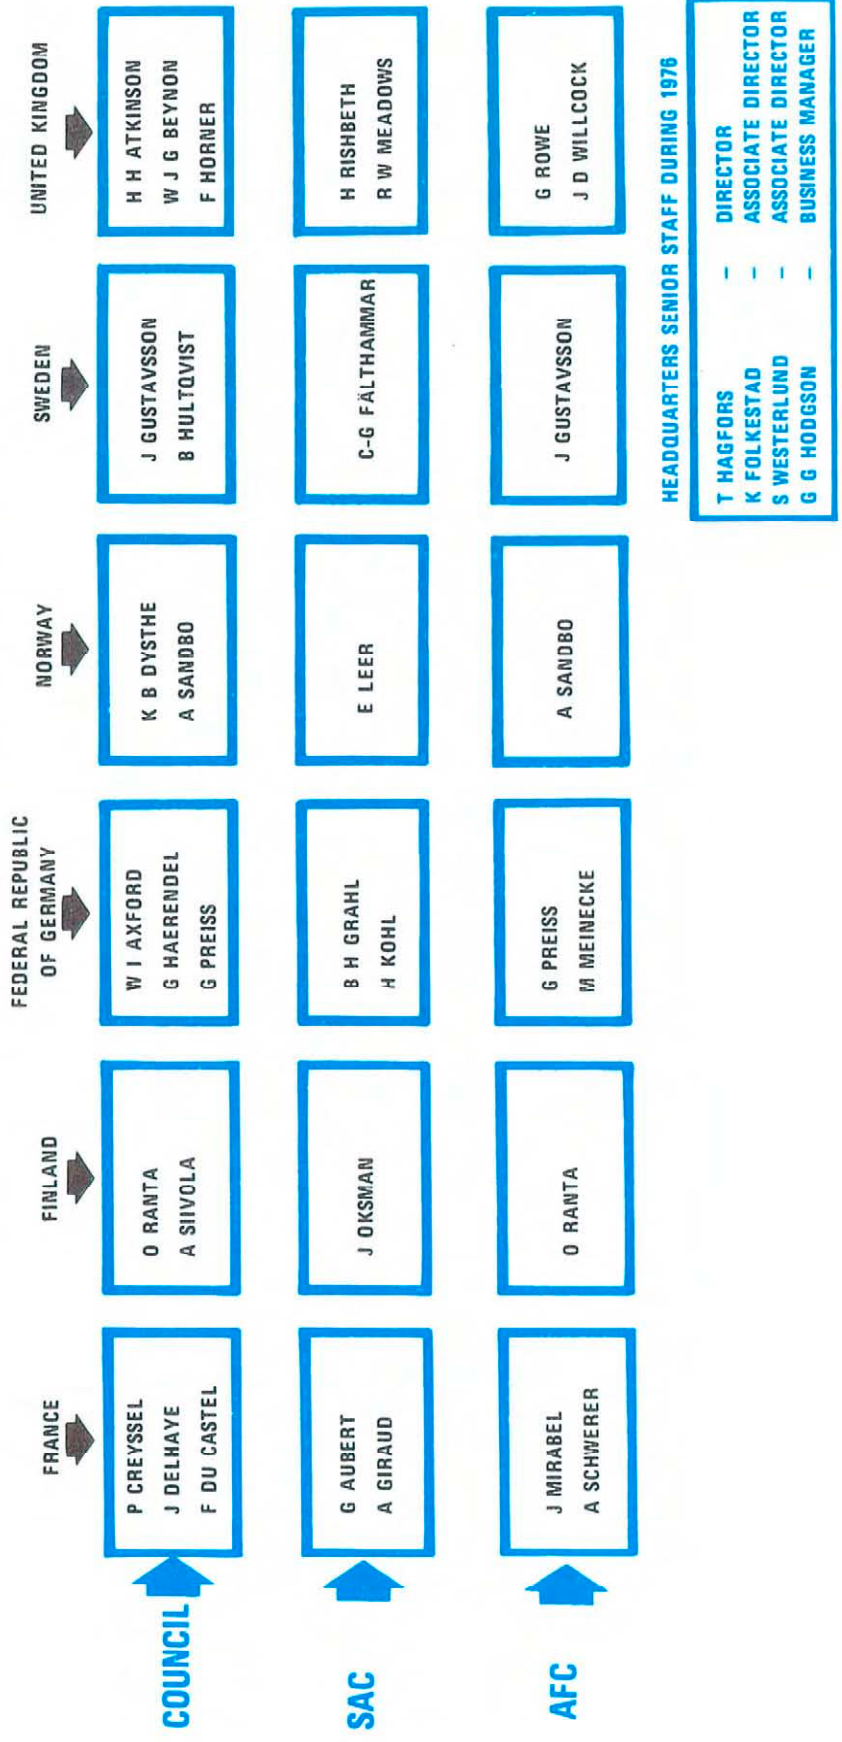 FRANCE
FINLAND
FEDERAL REPUBLIC
OF GERMANY
NORWAY
SWEDEN
UNITED KINGDOM
COUNCIL
P CREYSSEL
J DELHAYE
F DU CASTEL
O RANTA
A SIIVOLA
W I AXFORD
G HAERENDEL
G PREISS
K B DYSTHE
A SANDBO
J GUSTAVSSON
B HULTQVIST
H H ATKINSON
W J G BEYNON
F HORNER
SAC
G AUBERT
A GIRAUD
J OKSMAN
B H GRAHL
H KOHL
E LEER
C-G FÄLTHAMMAR
H RISHBETH
R W MEADOWS
AFC
J MIRABEL
A SCHWERER
O RANTA
G PREISS
M MEINECKE
A SANDBO
J GUSTAVSSON
G ROWE
J D WILLCOCK
HEADQUARTERS SENIOR STAFF DURING 1976
T HAGFORS – DIRECTOR
K FOLKESTAD – ASSOCIATE DIRECTOR
S WESTERLUND – ASSOCIATE DIRECTOR
G G HODGSON – BUSINESS MANAGER